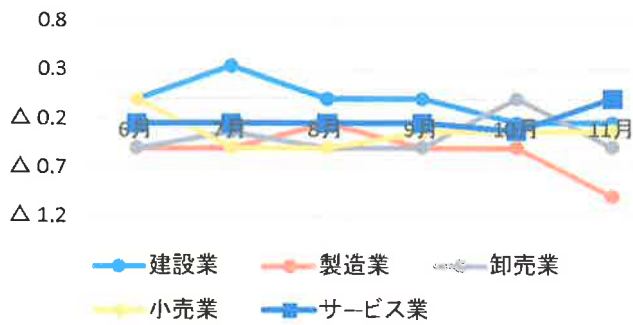 0.8
0.3
△ 0.2
△ 0.7
△ 1.2
6月 7月 8月 9月 10月 11月
建設業 製造業 卸売業
小売業 サービス業